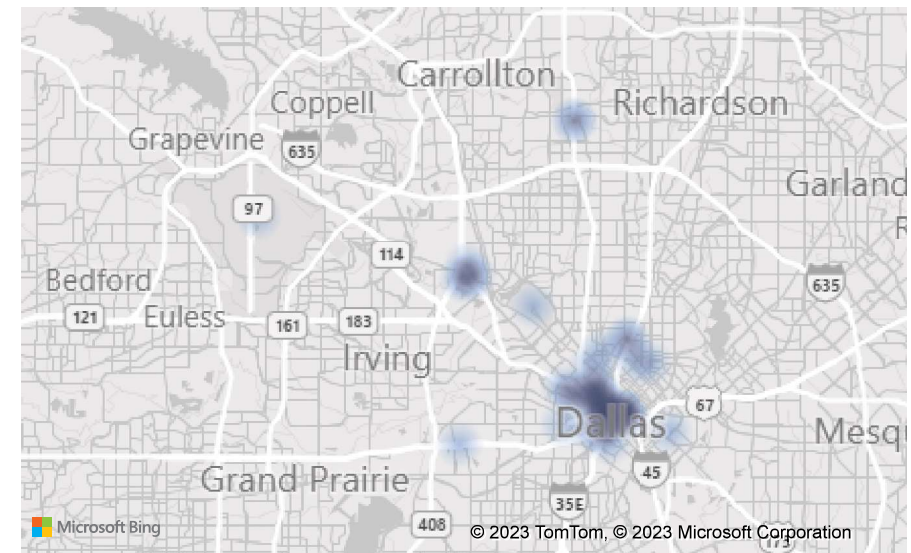 Carrollton
Coppell
Richardson
Grapevine
635
Garland
97
114
Bedford
635
121
Euless
161
183
Irving
67
Dallas
Mesq
45
Grand Prairie
35E
408
Microsoft Bing
© 2023 TomTom, © 2023 Microsoft Corporation